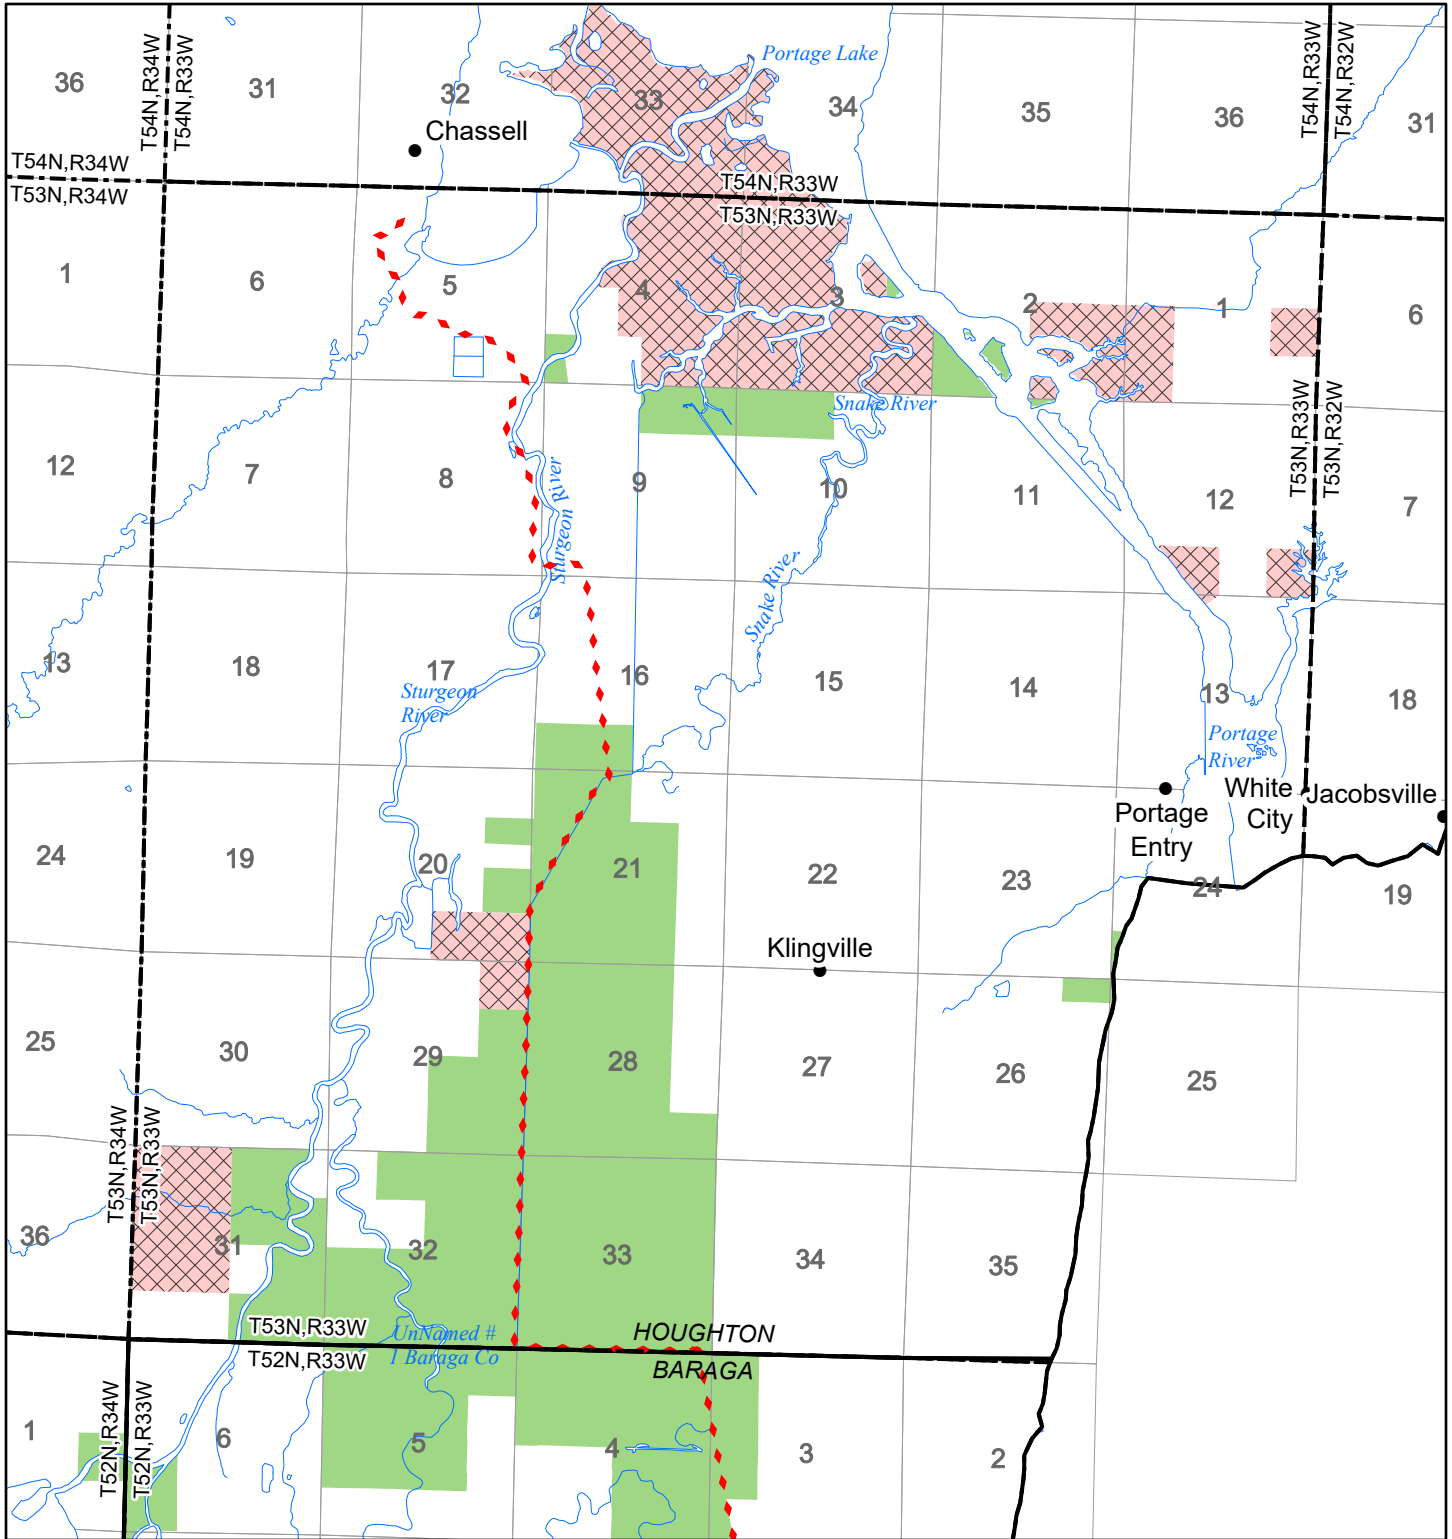 Portage Lake
36
31
32
33
34
35
36
31
T54N,R34W
T54N,R33W
T54N,R33W
T54N,R32W
Chassell
T54N,R34W
T53N,R34W
T54N,R33W
T53N,R33W
1
6
5
4
3
2
1
6
Snake River
T53N,R33W
T53N,R32W
12
7
8
9
10
11
12
7
Sturgeon River
Snake River
13
18
17
16
15
14
13
18
Sturgeon
River
Portage
River
White
City
Jacobsville
Portage
Entry
24
19
20
21
22
23
24
19
Klingville
25
30
29
28
27
26
25
T53N,R34W
T53N,R33W
36
31
32
33
34
35
T53N,R33W
T52N,R33W
UnNamed #
1 Baraga Co
HOUGHTON
BARAGA
T52N,R34W
T52N,R33W
1
6
5
4
3
2